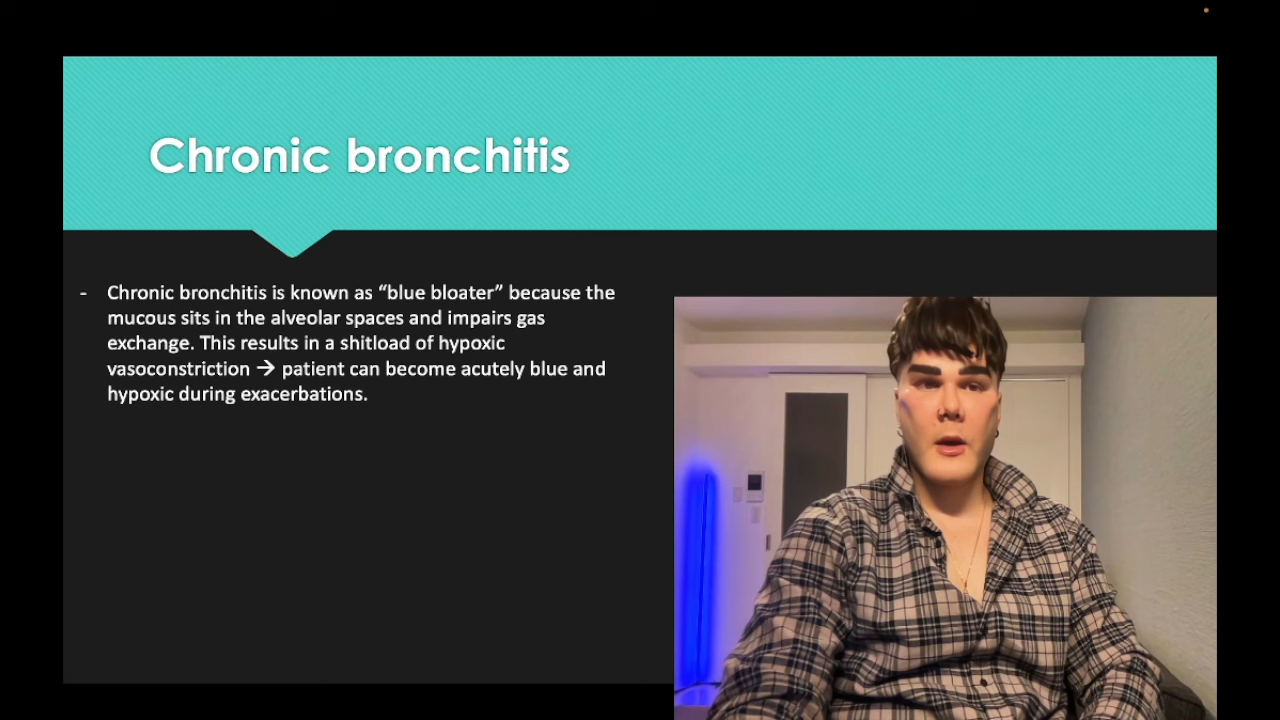 Chronic bronchitis
- Chronic bronchitis is known as “blue bloater” because the
mucous sits in the alveolar spaces and impairs gas
exchange. This results in a shitload of hypoxic
vasoconstriction → patient can become acutely blue and
hypoxic during exacerbations.